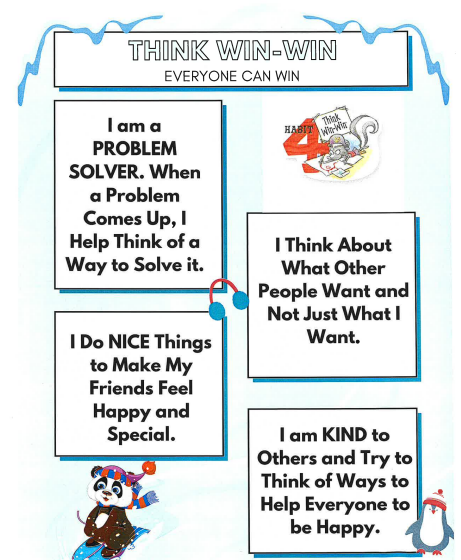 THINK WIN-WIN
EVERYONE CAN WIN
I am a
PROBLEM
SOLVER. When
a Problem
Comes Up, I
Help Think of a
Way to Solve it.
HABIT
4
Think
Win-Win
I Think About
What Other
People Want and
Not Just What I
Want.
I Do NICE Things
to Make My
Friends Feel
Happy and
Special.
I am KIND to
Others and Try to
Think of Ways to
Help Everyone to
be Happy.